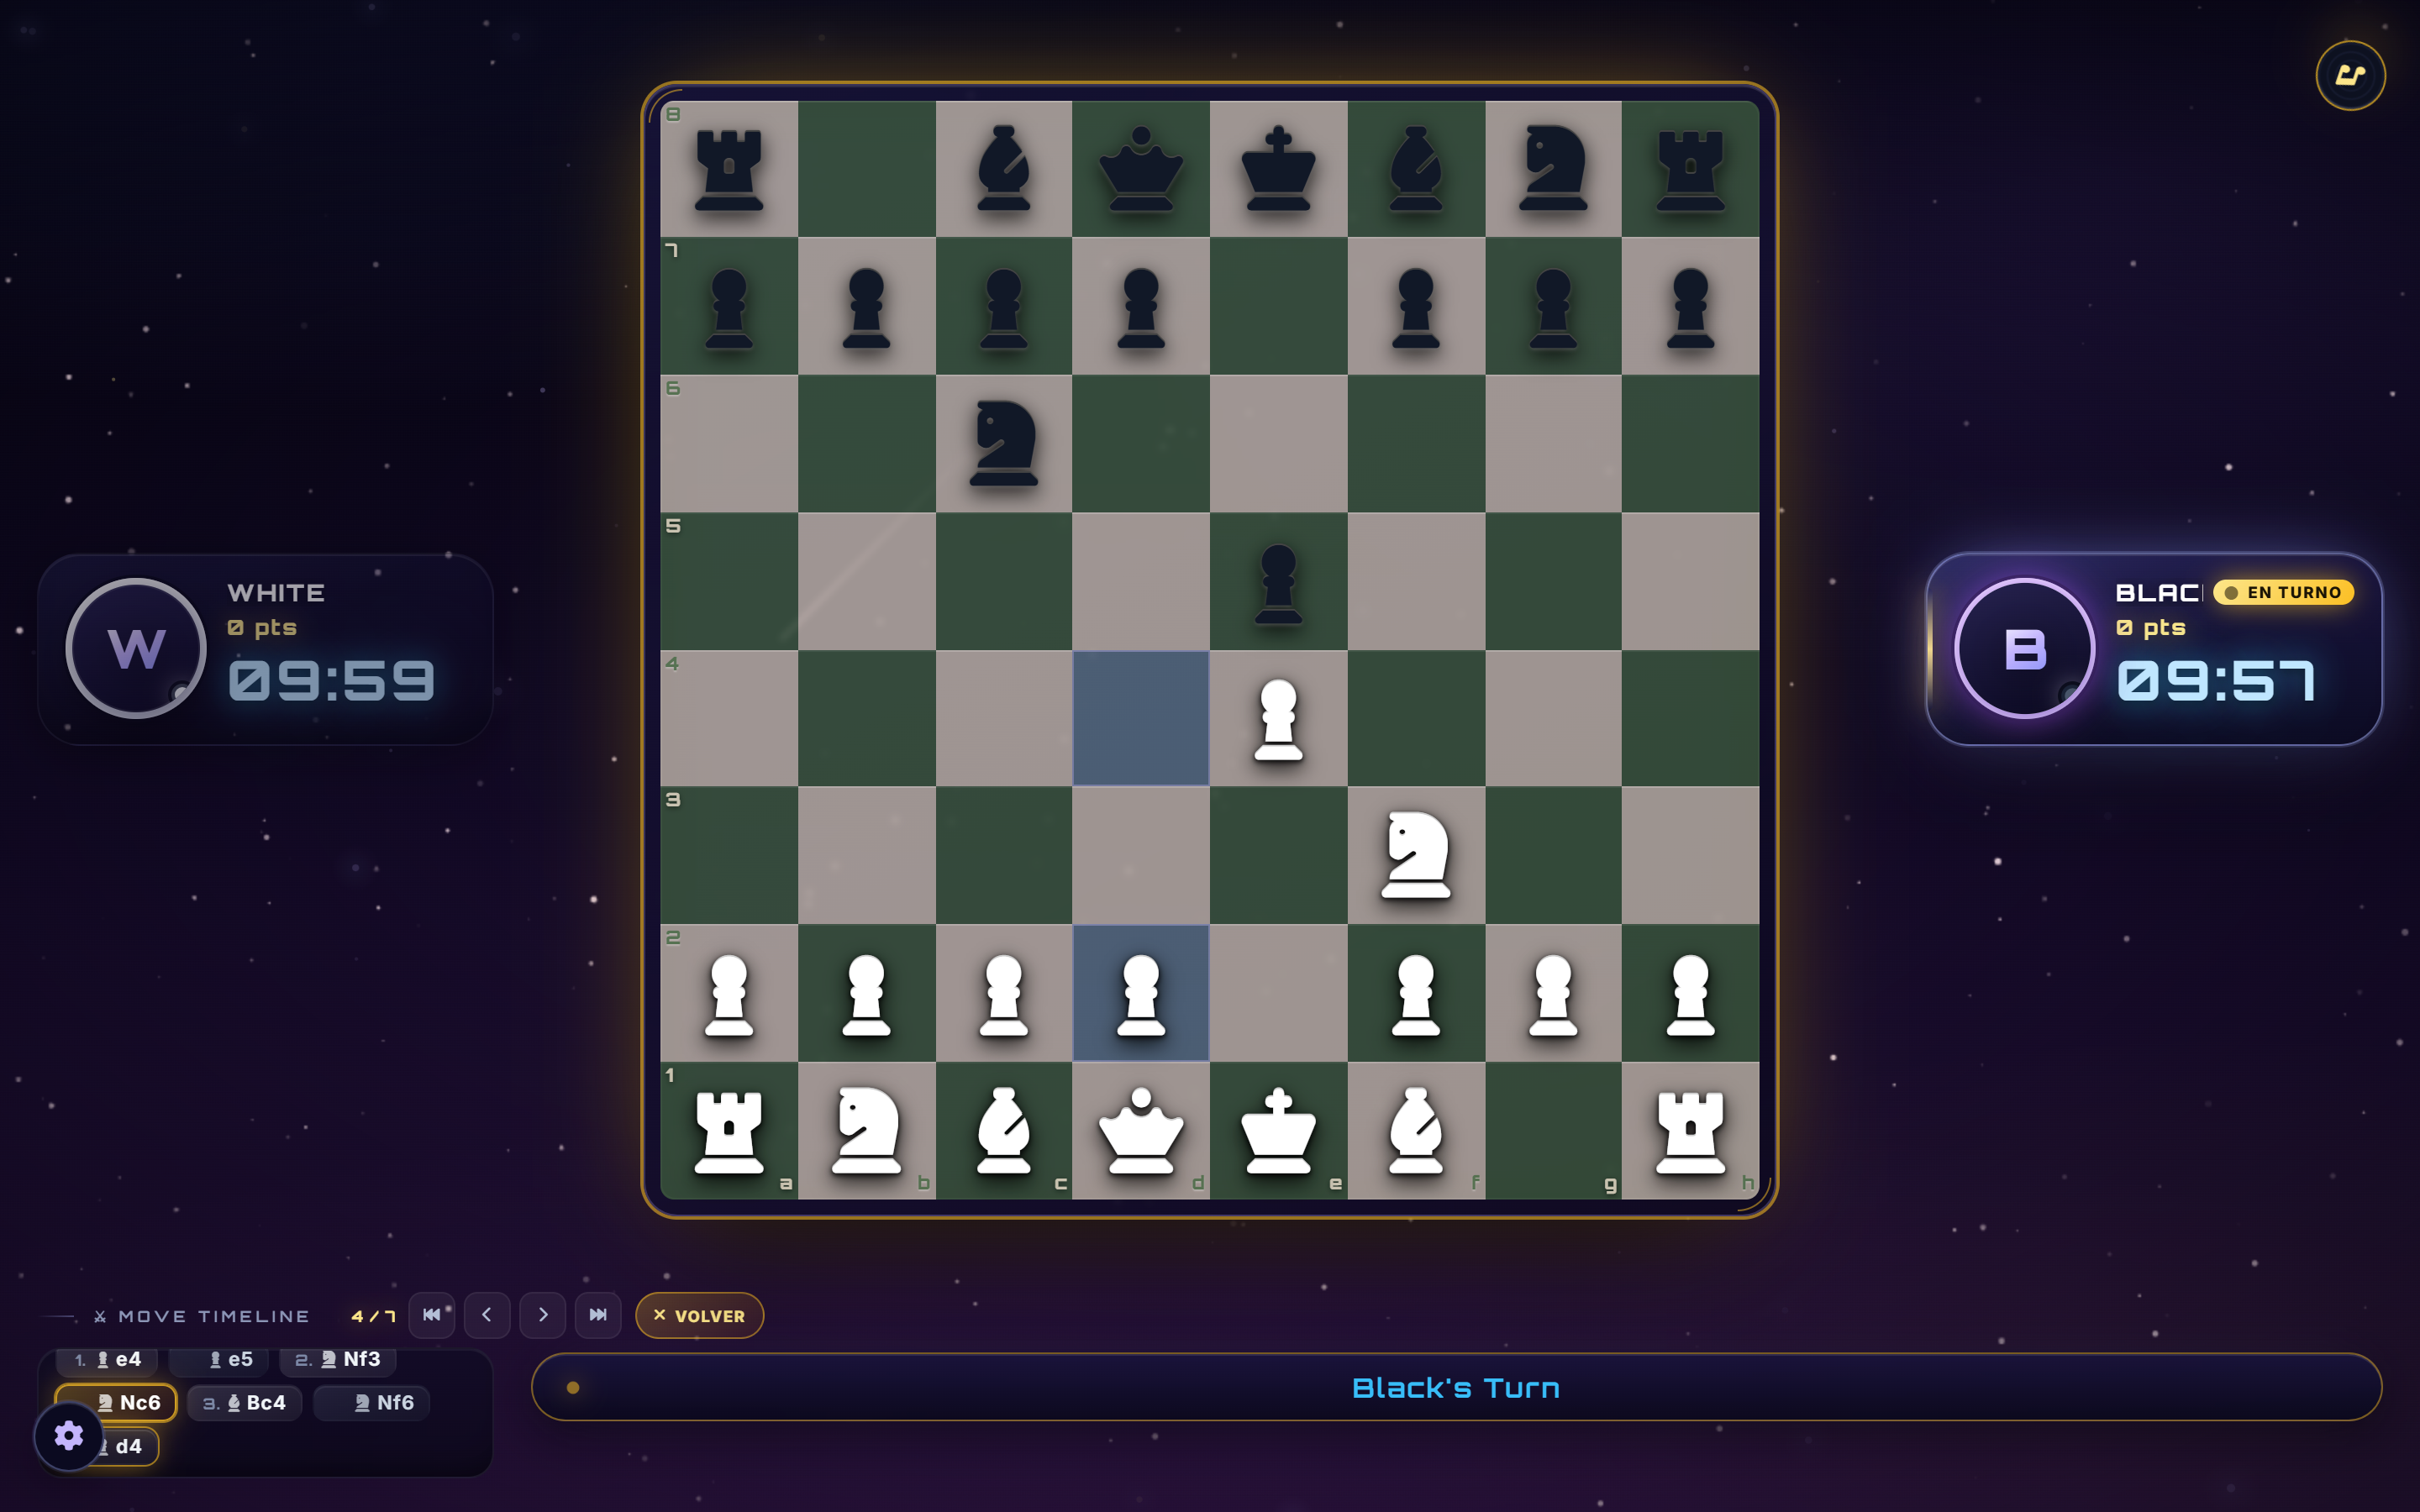 8
7
6
5
4
3
2
1
a b c d e f g h
W
WHITE
0 pts
09:59
B
BLAC
EN TURNO
0 pts
09:57
MOVE TIMELINE
4/7
× VOLVER
1. e4 e5 2. Nf3
Nc6 3. Bc4 Nf6
d4
Black's Turn